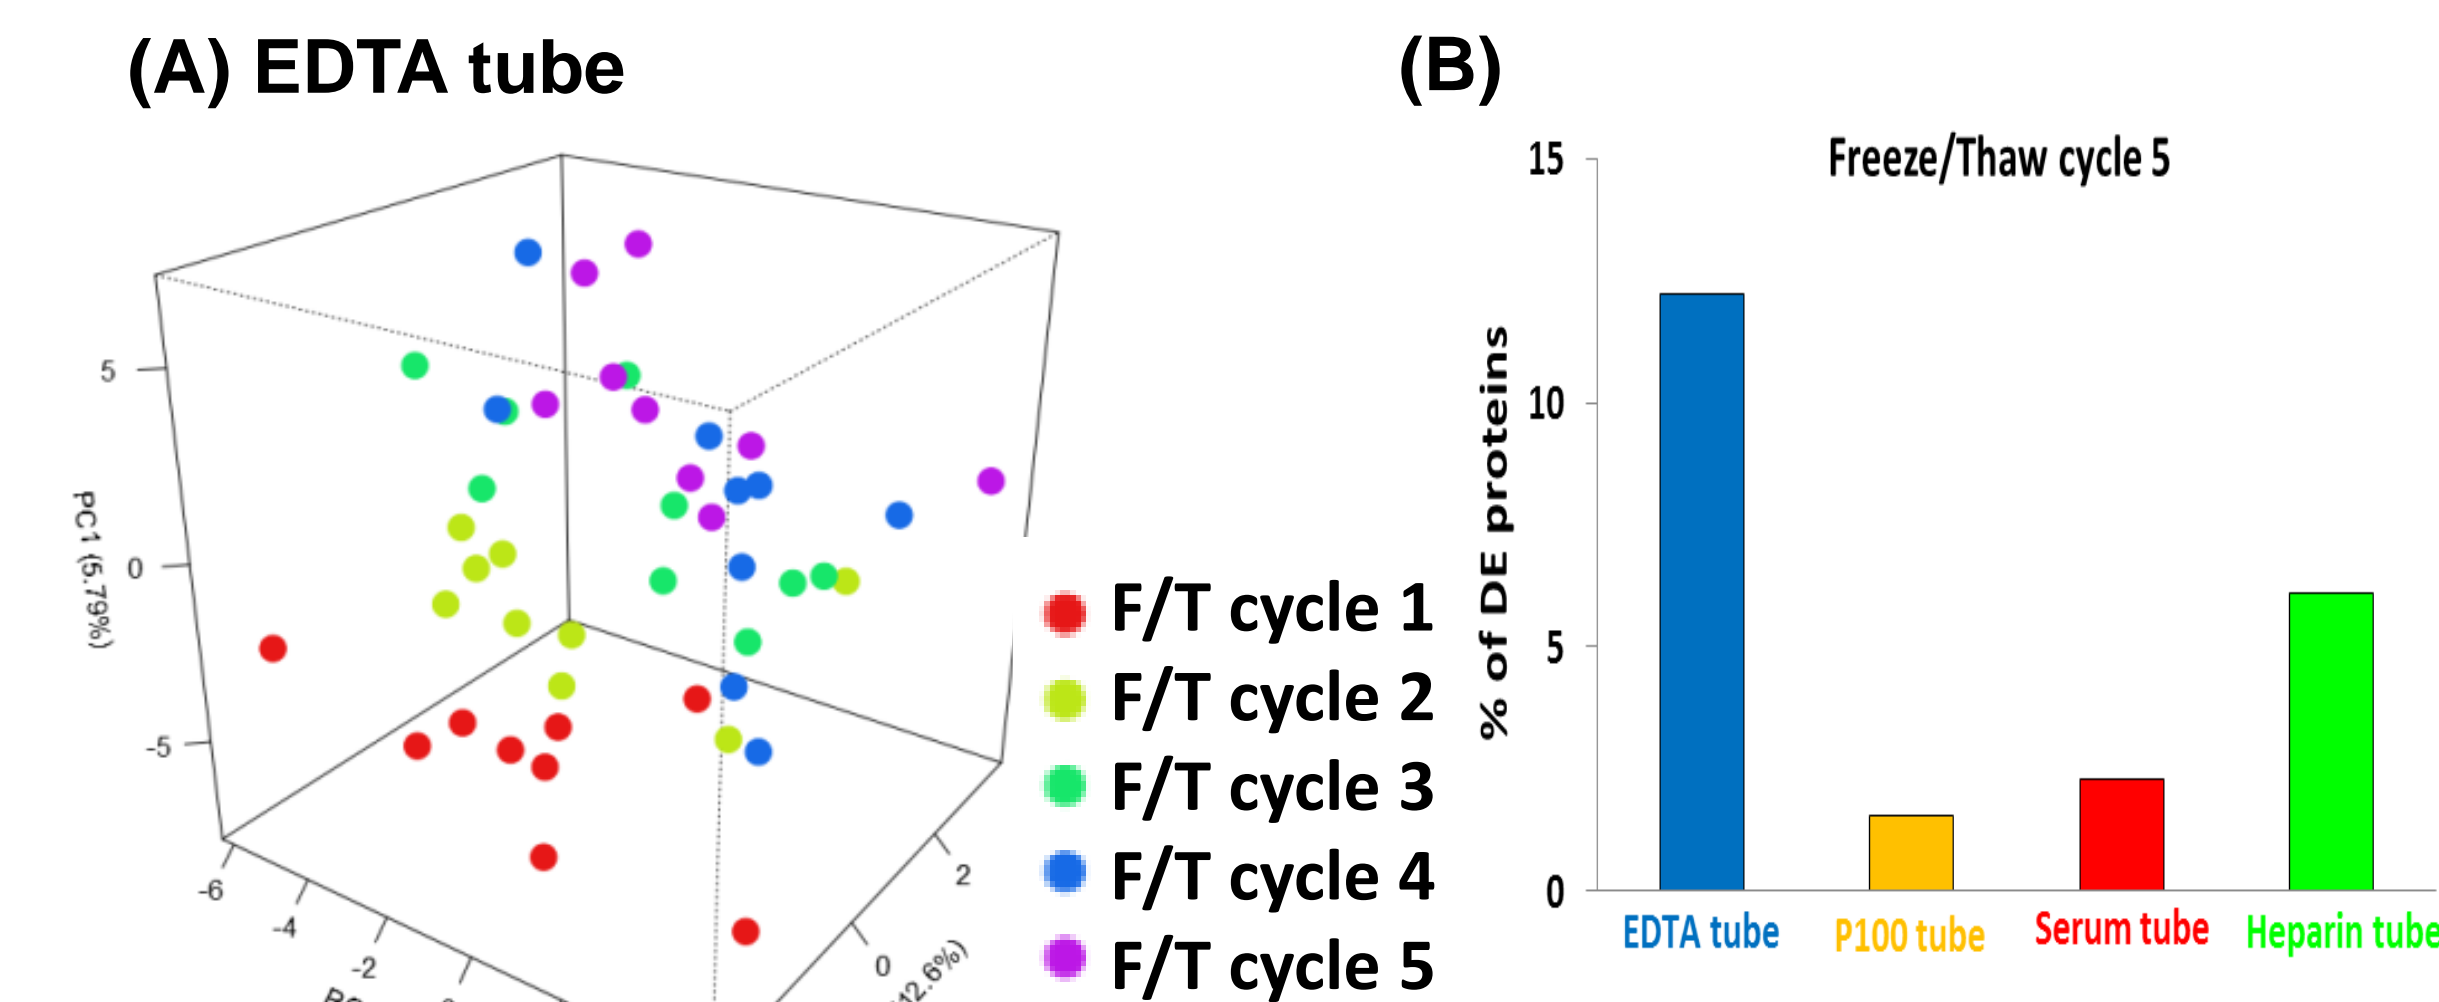 (A) EDTA tube
5
0
-5
PC1 (5.79%)
-6
-4
-2
0
2
F/T cycle 1
F/T cycle 2
F/T cycle 3
F/T cycle 4
F/T cycle 5
(B)
Freeze/Thaw cycle 5
15
10
5
0
% of DE proteins
EDTA tube
P100 tube
Serum tube
Heparin tube